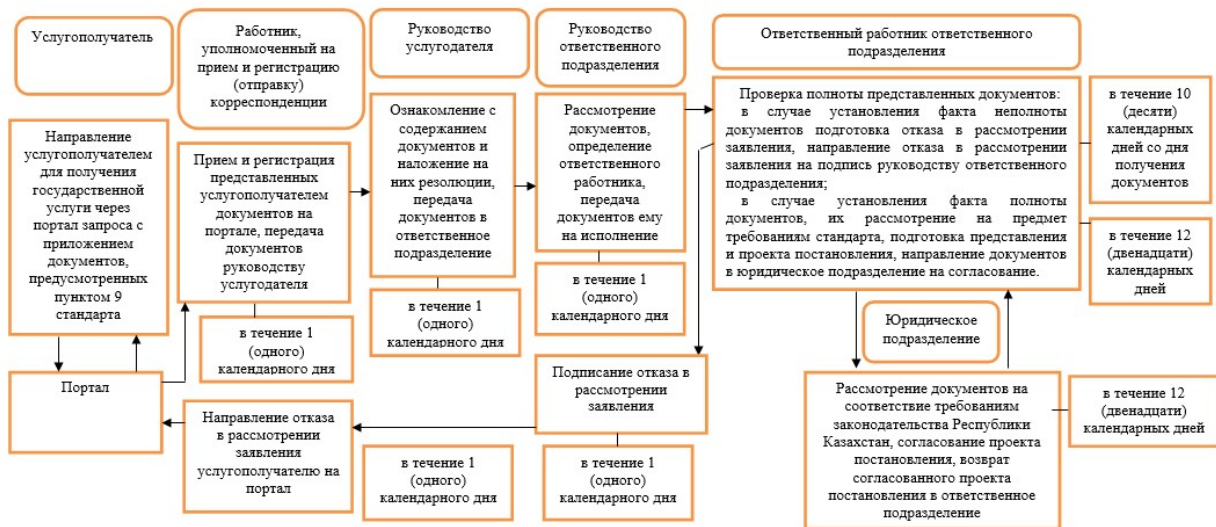 Услугополучатель
Работник,
уполномоченный на
прием и регистрацию
(отправку)
корреспонденции
Руководство
услугодателя
Руководство
ответственного
подразделения
Ответственный работник ответственного
подразделения
Направление
услугополучателем
для получения
государственной
услуги через
портал запроса с
приложением
документов,
предусмотренных
пунктом 9
стандарта
Прием и регистрация
представленных
услугополучателем
документов на
портале, передача
документов
руководству
услугодателя
Ознакомление с
содержанием
документов и
наложение на
них резолюции,
передача
документов в
ответственное
подразделение
Рассмотрение
документов,
определение
ответственного
работника,
передача
документов ему
на исполнение
Проверка полноты представленных документов:
в случае установления факта неполноты
документов подготовка отказа в рассмотрении
заявления, направление отказа в рассмотрении
заявления на подпись руководству ответственного
подразделения;
в случае установления факта полноты
документов, их рассмотрение на предмет
требованиям стандарта, подготовка представления
и проекта постановления, направление документов
в юридическое подразделение на согласование.
в течение 10
(десяти)
календарных
дней со дня
получения
документов
в течение 12
(двенадцати)
календарных
дней
в течение 1
(одного)
календарного дня
в течение 1
(одного)
календарного дня
в течение 1
(одного)
календарного дня
Юридическое
подразделение
Портал
Подписание отказа в
рассмотрении
заявления
Рассмотрение документов на
соответствие требованиям
законодательства Республики
Казахстан, согласование проекта
постановления, возврат
согласованного проекта
постановления в ответственное
подразделение
в течение 12
(двенадцати)
календарных дней
Направление отказа
в рассмотрении
заявления
услугополучателю на
портал
в течение 1
(одного)
календарного дня
в течение 1
(одного)
календарного дня